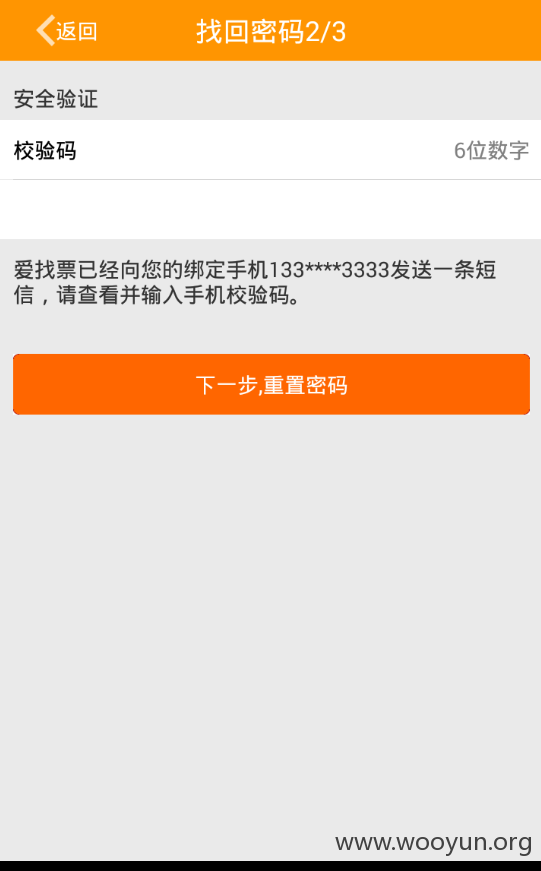 返回
找回密码2/3
安全验证
校验码
6位数字
爱找票已经向您的绑定手机133****3333发送一条短
信，请查看并输入手机校验码。
下一步,重置密码
www.wooyun.org